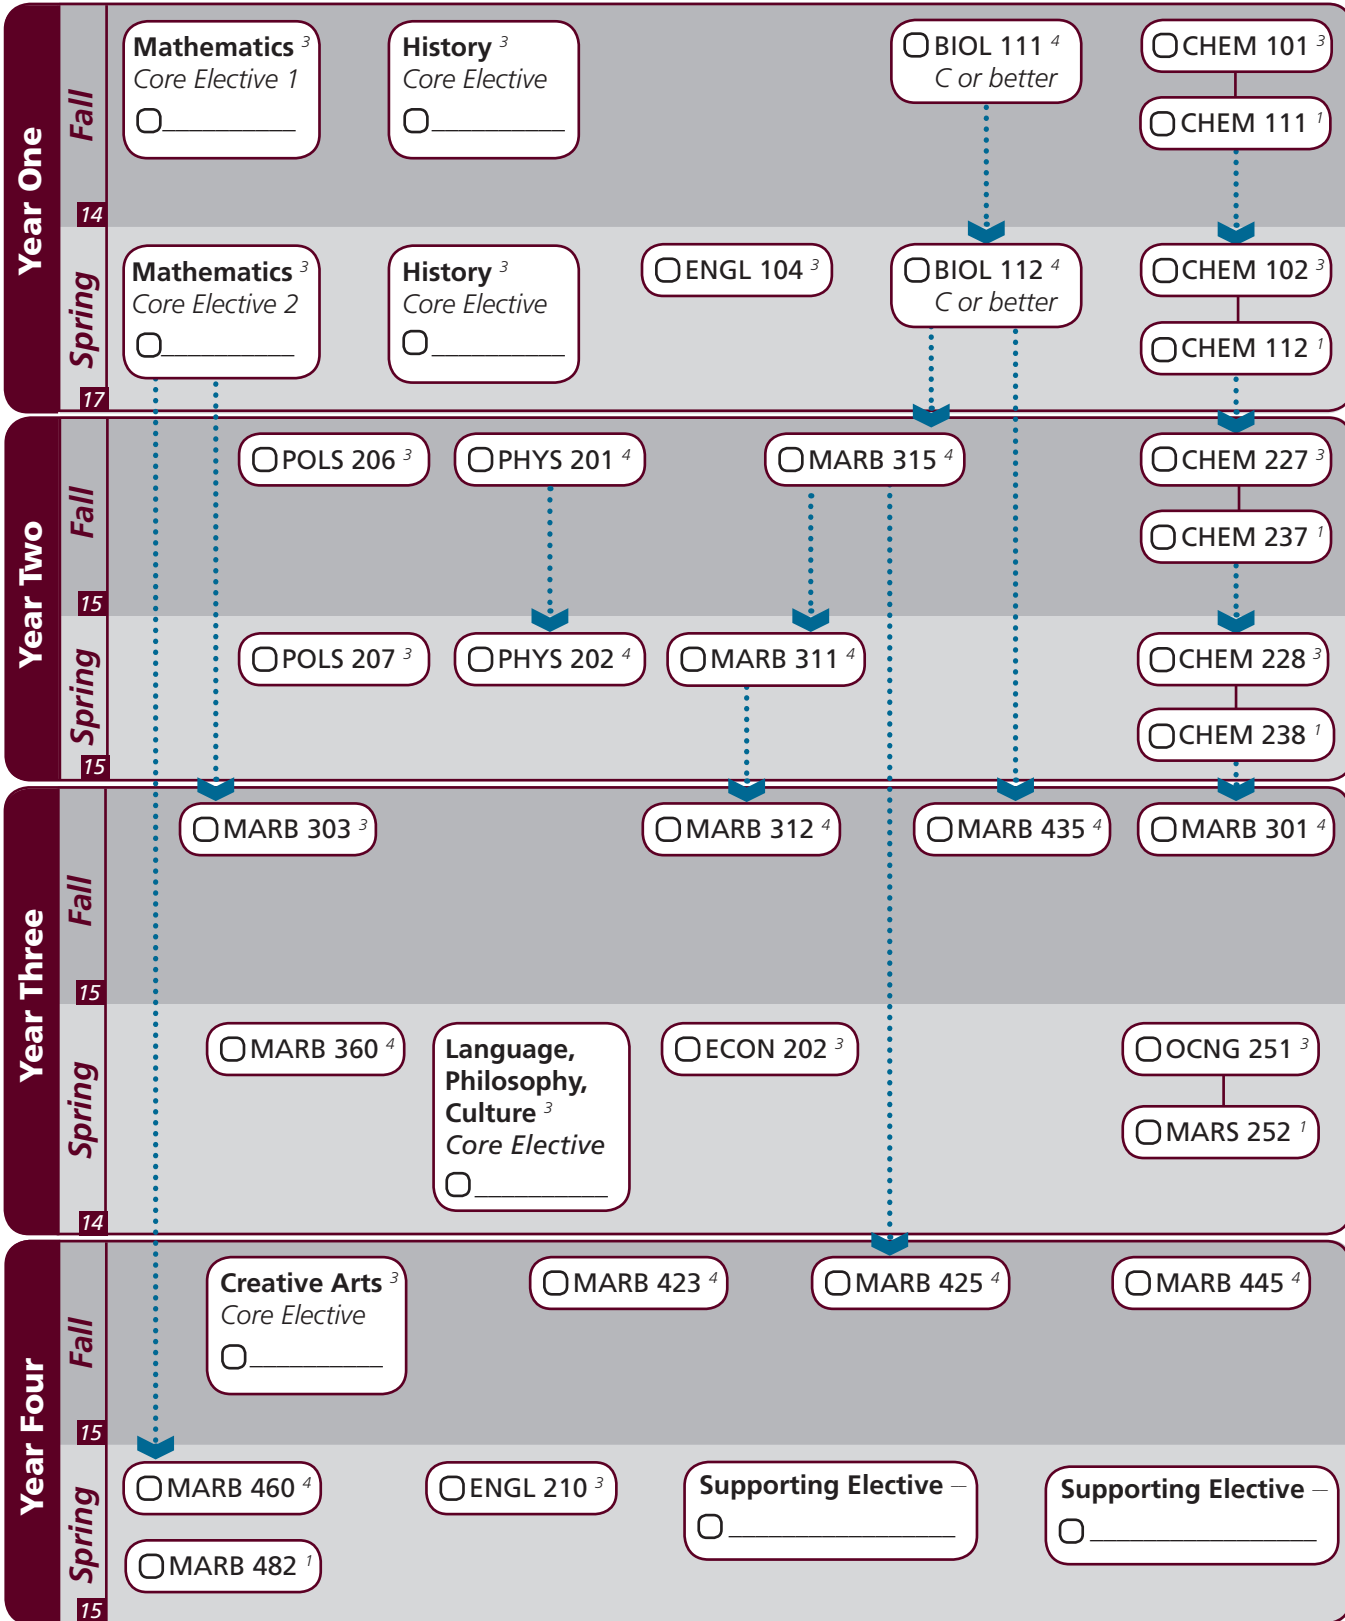 Year One
Fall
Mathematics 3
Core Elective 1
__________
History 3
Core Elective
__________
BIOL 111 4
C or better
CHEM 101 3
CHEM 111 1
14
Spring
Mathematics 3
Core Elective 2
__________
History 3
Core Elective
__________
ENGL 104 3
BIOL 112 4
C or better
CHEM 102 3
CHEM 112 1
17
Year Two
Fall
POLS 206 3
PHYS 201 4
MARB 315 4
CHEM 227 3
CHEM 237 1
15
Spring
POLS 207 3
PHYS 202 4
MARB 311 4
CHEM 228 3
CHEM 238 1
15
Year Three
Fall
MARB 303 3
MARB 312 4
MARB 435 4
MARB 301 4
15
Spring
MARB 360 4
Language,
Philosophy,
Culture 3
Core Elective
__________
ECON 202 3
OCNG 251 3
MARS 252 1
14
Year Four
Fall
Creative Arts 3
Core Elective
__________
MARB 423 4
MARB 425 4
MARB 445 4
15
Spring
MARB 460 4
MARB 482 1
ENGL 210 3
Supporting Elective —
_________________
Supporting Elective —
_________________
15